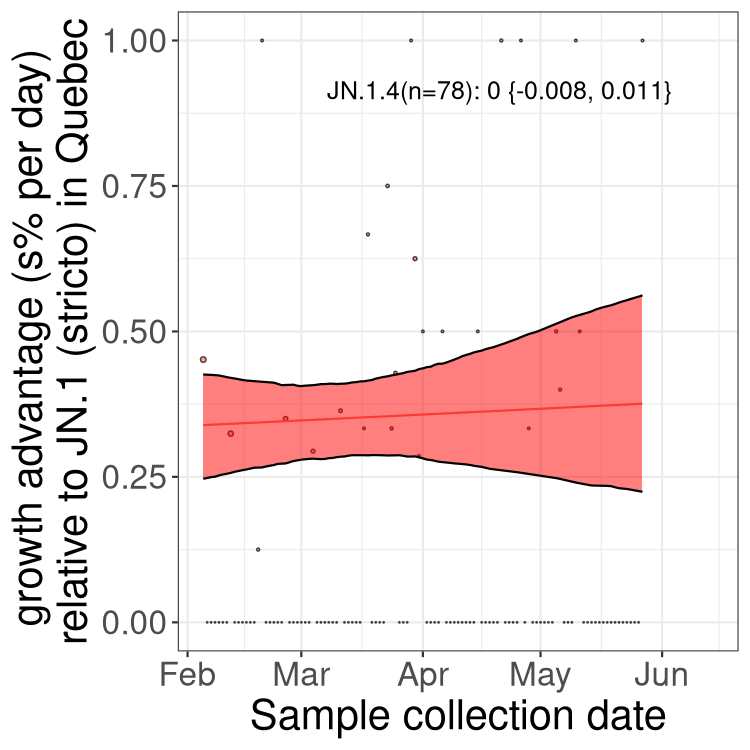 growth advantage (s% per day)
relative to JN.1 (stricto) in Quebec
1.00
0.75
0.50
0.25
0.00
JN.1.4(n=78): 0 {-0.008, 0.011}
Feb Mar Apr May Jun
Sample collection date